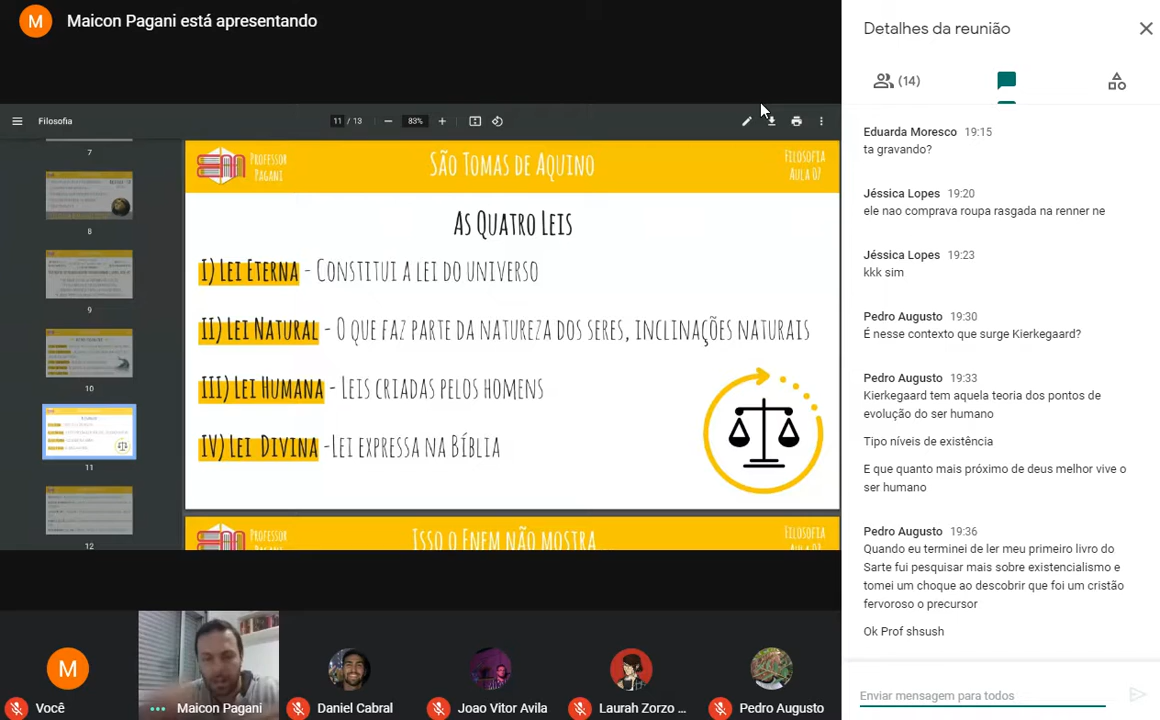 M
Maicon Pagani está apresentando
Filosofia
11 / 13
83%
7
8
9
10
11
12
PROFESSOR
PAGANI
SÃO TOMAS DE AQUINO
FILOSOFIA
AULA 07
AS QUATRO LEIS
I) LEI ETERNA - CONSTITUI A LEI DO UNIVERSO
II) LEI NATURAL - O QUE FAZ PARTE DA NATUREZA DOS SERES, INCLINAÇÕES NATURAIS
III) LEI HUMANA - LEIS CRIADAS PELOS HOMENS
IV) LEI DIVINA -LEI EXPRESSA NA BÍBLIA
PROFESSOR
ISSO O ENEM NÃO MOSTRA
FILOSOFIA
M
Você
Maicon Pagani
Daniel Cabral
Joao Vitor Avila
Laurah Zorzo ...
Pedro Augusto
Detalhes da reunião
(14)
Eduarda Moresco 19:15
ta gravando?
Jéssica Lopes 19:20
ele nao comprava roupa rasgada na renner ne
Jéssica Lopes 19:23
kkk sim
Pedro Augusto 19:30
É nesse contexto que surge Kierkegaard?
Pedro Augusto 19:33
Kierkegaard tem aquela teoria dos pontos de
evolução do ser humano
Tipo níveis de existência
E que quanto mais próximo de deus melhor vive o
ser humano
Pedro Augusto 19:36
Quando eu terminei de ler meu primeiro livro do
Sarte fui pesquisar mais sobre existencialismo e
tomei um choque ao descobrir que foi um cristão
fervoroso o precursor
Ok Prof shsush
Enviar mensagem para todos